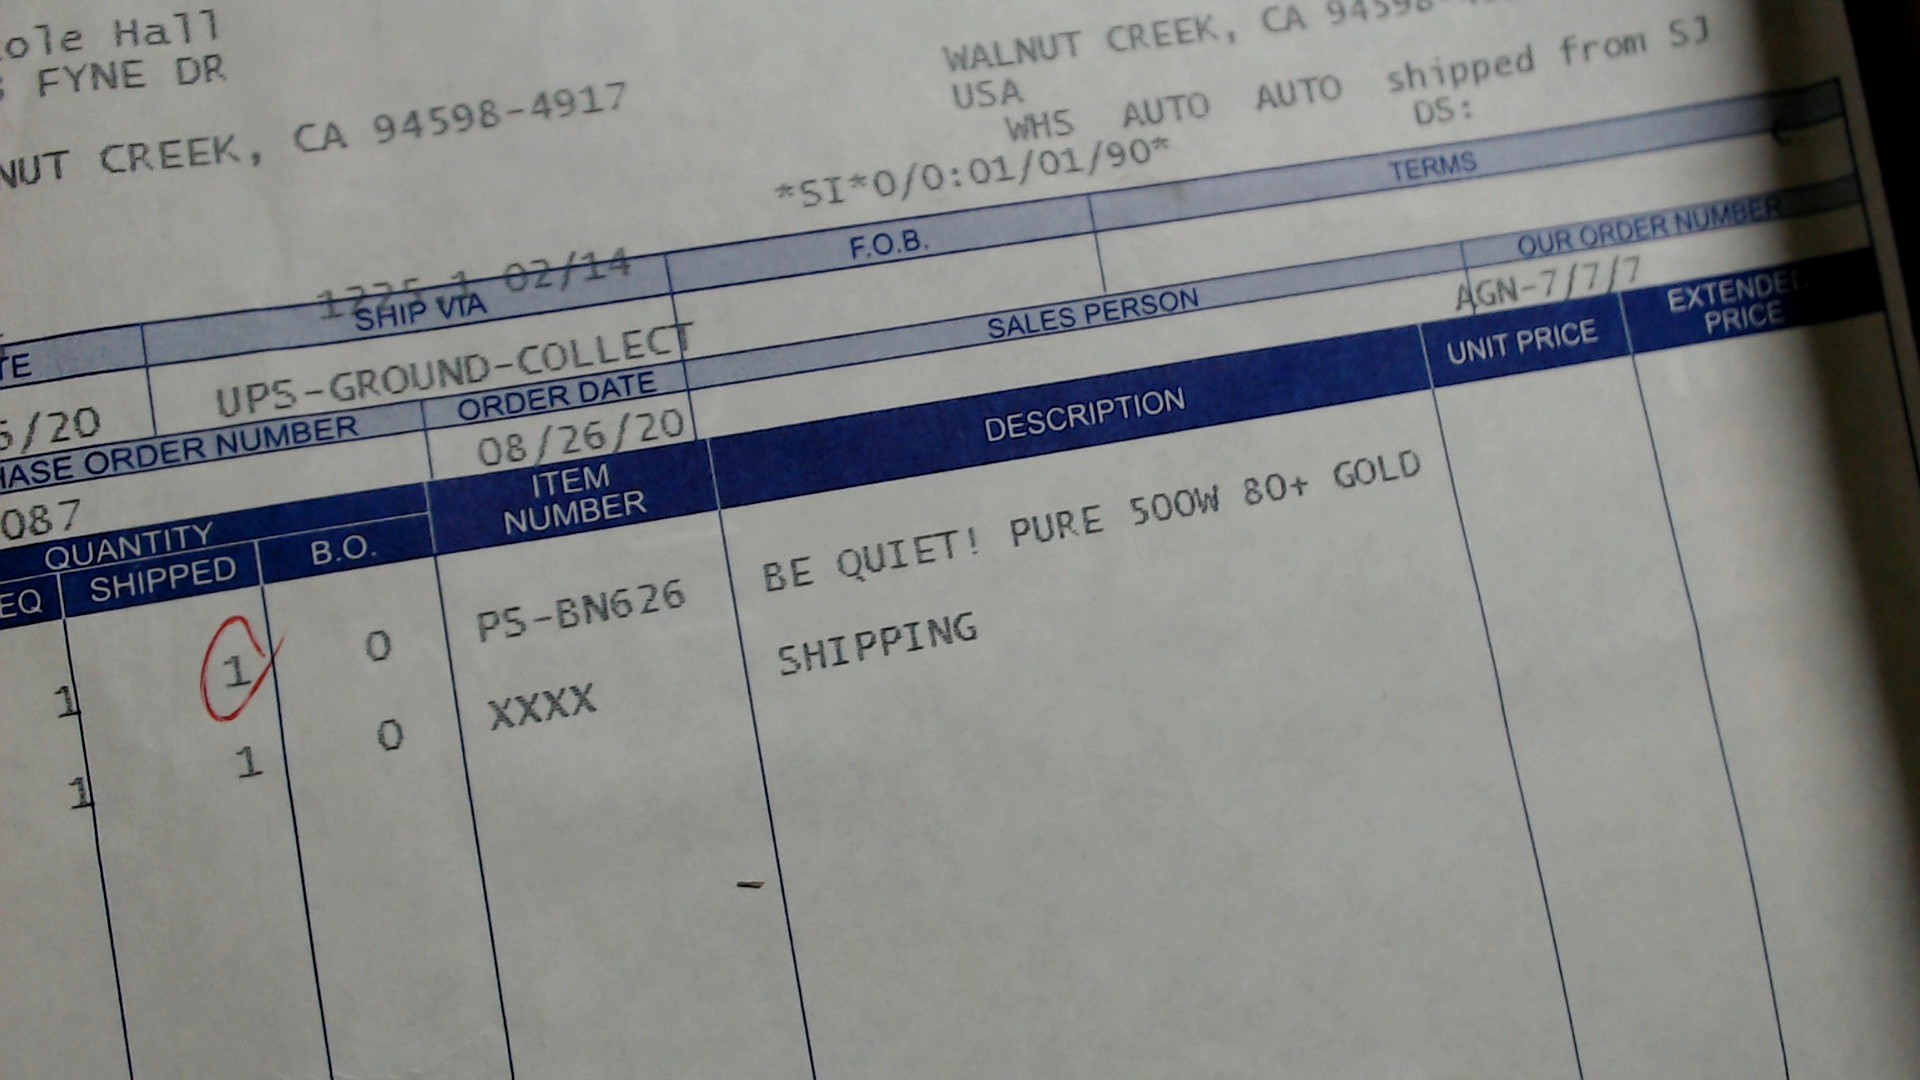 ole Hall
FYNE DR
NUT CREEK, CA 94598-4917
WALNUT CREEK, CA 94598
USA
WHS AUTO AUTO shipped from SJ
DS:
*SI*0/0:01/01/90*
1225 1 02/14
SHIP VIA
F.O.B.
TERMS
UPS-GROUND-COLLECT
/20
HASE ORDER NUMBER
ORDER DATE
SALES PERSON
OUR ORDER NUMBER
087
08/26/20
AGN-7/7/7
QUANTITY
EQ SHIPPED B.O.
ITEM NUMBER
DESCRIPTION
UNIT PRICE
EXTENDED PRICE
1 1 0 PS-BN626 BE QUIET! PURE 500W 80+ GOLD
1 1 0 XXXX SHIPPING